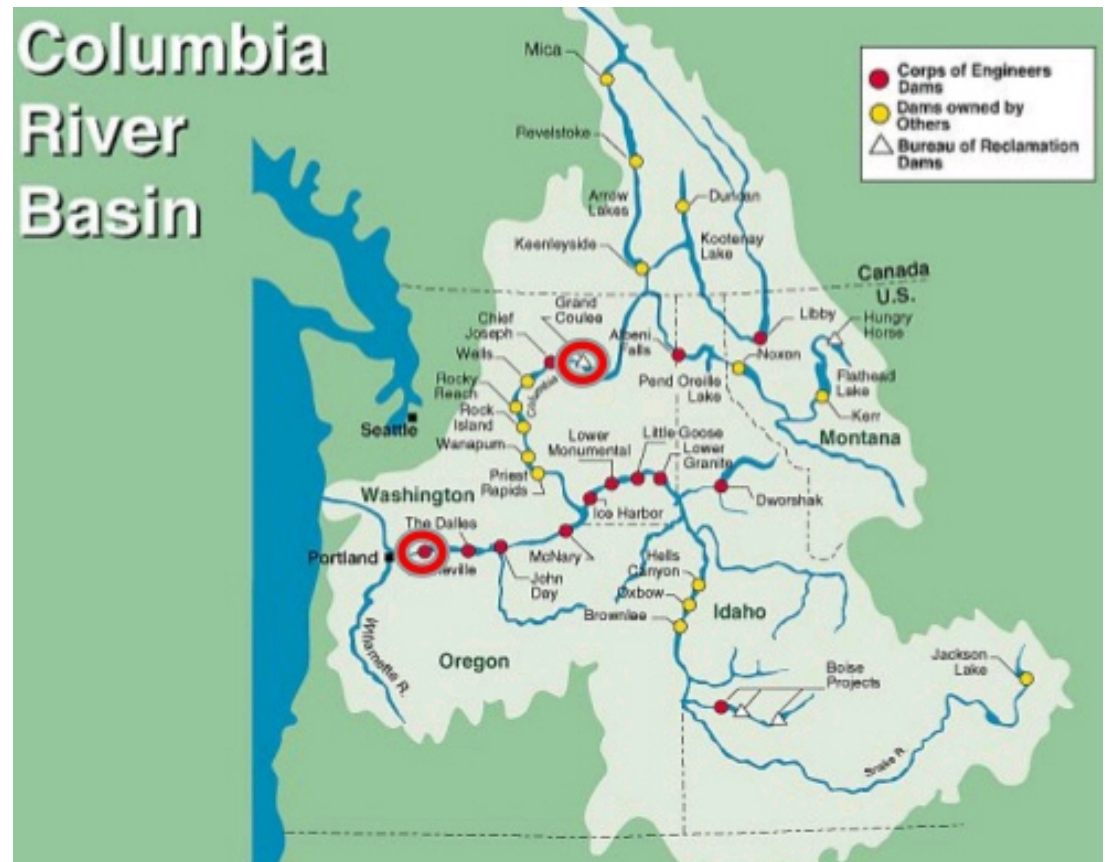 Columbia
River
Basin
Corps of Engineers
Dams
Dams owned by
Others
Bureau of Reclamation
Dams
Mica
Revelstoke
Arrow
Lakes
Duncan
Keenleyside
Kootenay
Lake
Canada
U.S.
Grand
Coulee
Chief
Joseph
Libby
Hungry
Horse
Albeni
Falls
Wells
Noxon
Columbia
Rocky
Reach
Pend Oreille
Lake
Flathead
Lake
Rock
Island
Kerr
Seattle
Wanapum
Lower
Monumental
Little Goose
Lower
Granite
Montana
Priest
Rapids
Washington
Dworshak
Ice Harbor
The Dalles
Portland
neville
McNary
John
Day
Hells
Canyon
Oxbow
Brownlee
Idaho
Willamette R.
Oregon
Boise
Projects
Jackson
Lake
Snake R.